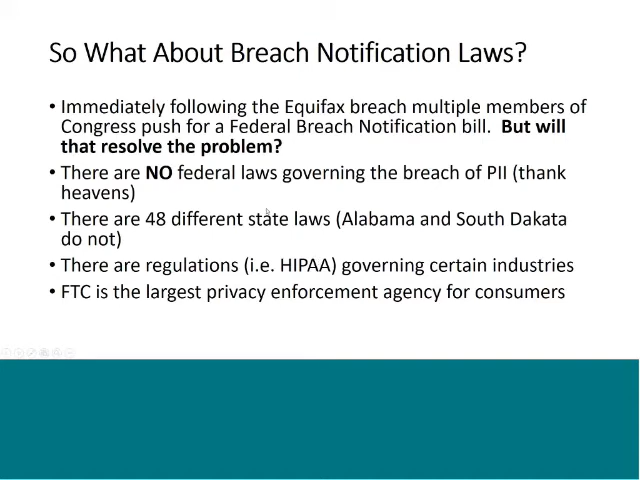 So What About Breach Notification Laws?
• Immediately following the Equifax breach multiple members of
Congress push for a Federal Breach Notification bill.  But will
that resolve the problem?
• There are NO federal laws governing the breach of PII (thank
heavens)
• There are 48 different state laws (Alabama and South Dakata
do not)
• There are regulations (i.e. HIPAA) governing certain industries
• FTC is the largest privacy enforcement agency for consumers